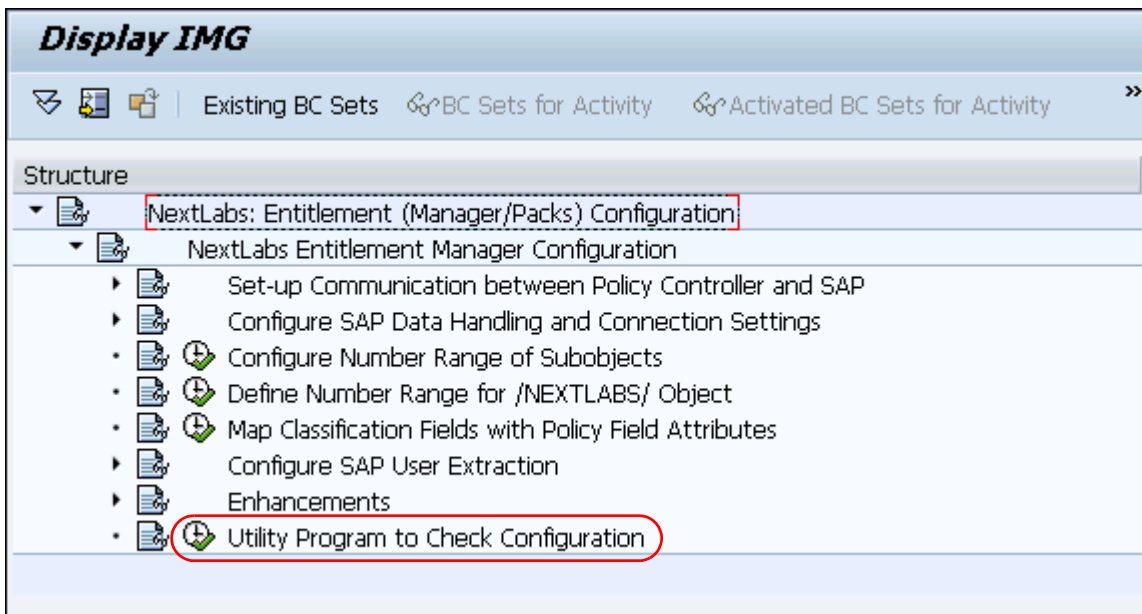 Display IMG
Existing BC Sets BC Sets for Activity Activated BC Sets for Activity »
Structure
NextLabs: Entitlement (Manager/Packs) Configuration
NextLabs Entitlement Manager Configuration
Set-up Communication between Policy Controller and SAP
Configure SAP Data Handling and Connection Settings
Configure Number Range of Subobjects
Define Number Range for /NEXTLABS/ Object
Map Classification Fields with Policy Field Attributes
Configure SAP User Extraction
Enhancements
Utility Program to Check Configuration